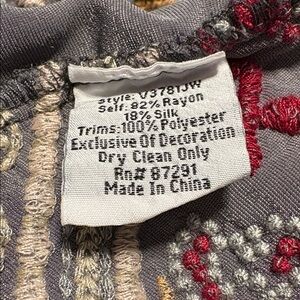 Style: V3781JW
Self: 82% Rayon
18% Silk
Trims:100% Polyester
Exclusive Of Decoration
Dry Clean Only
Rn# 87291
Made In China